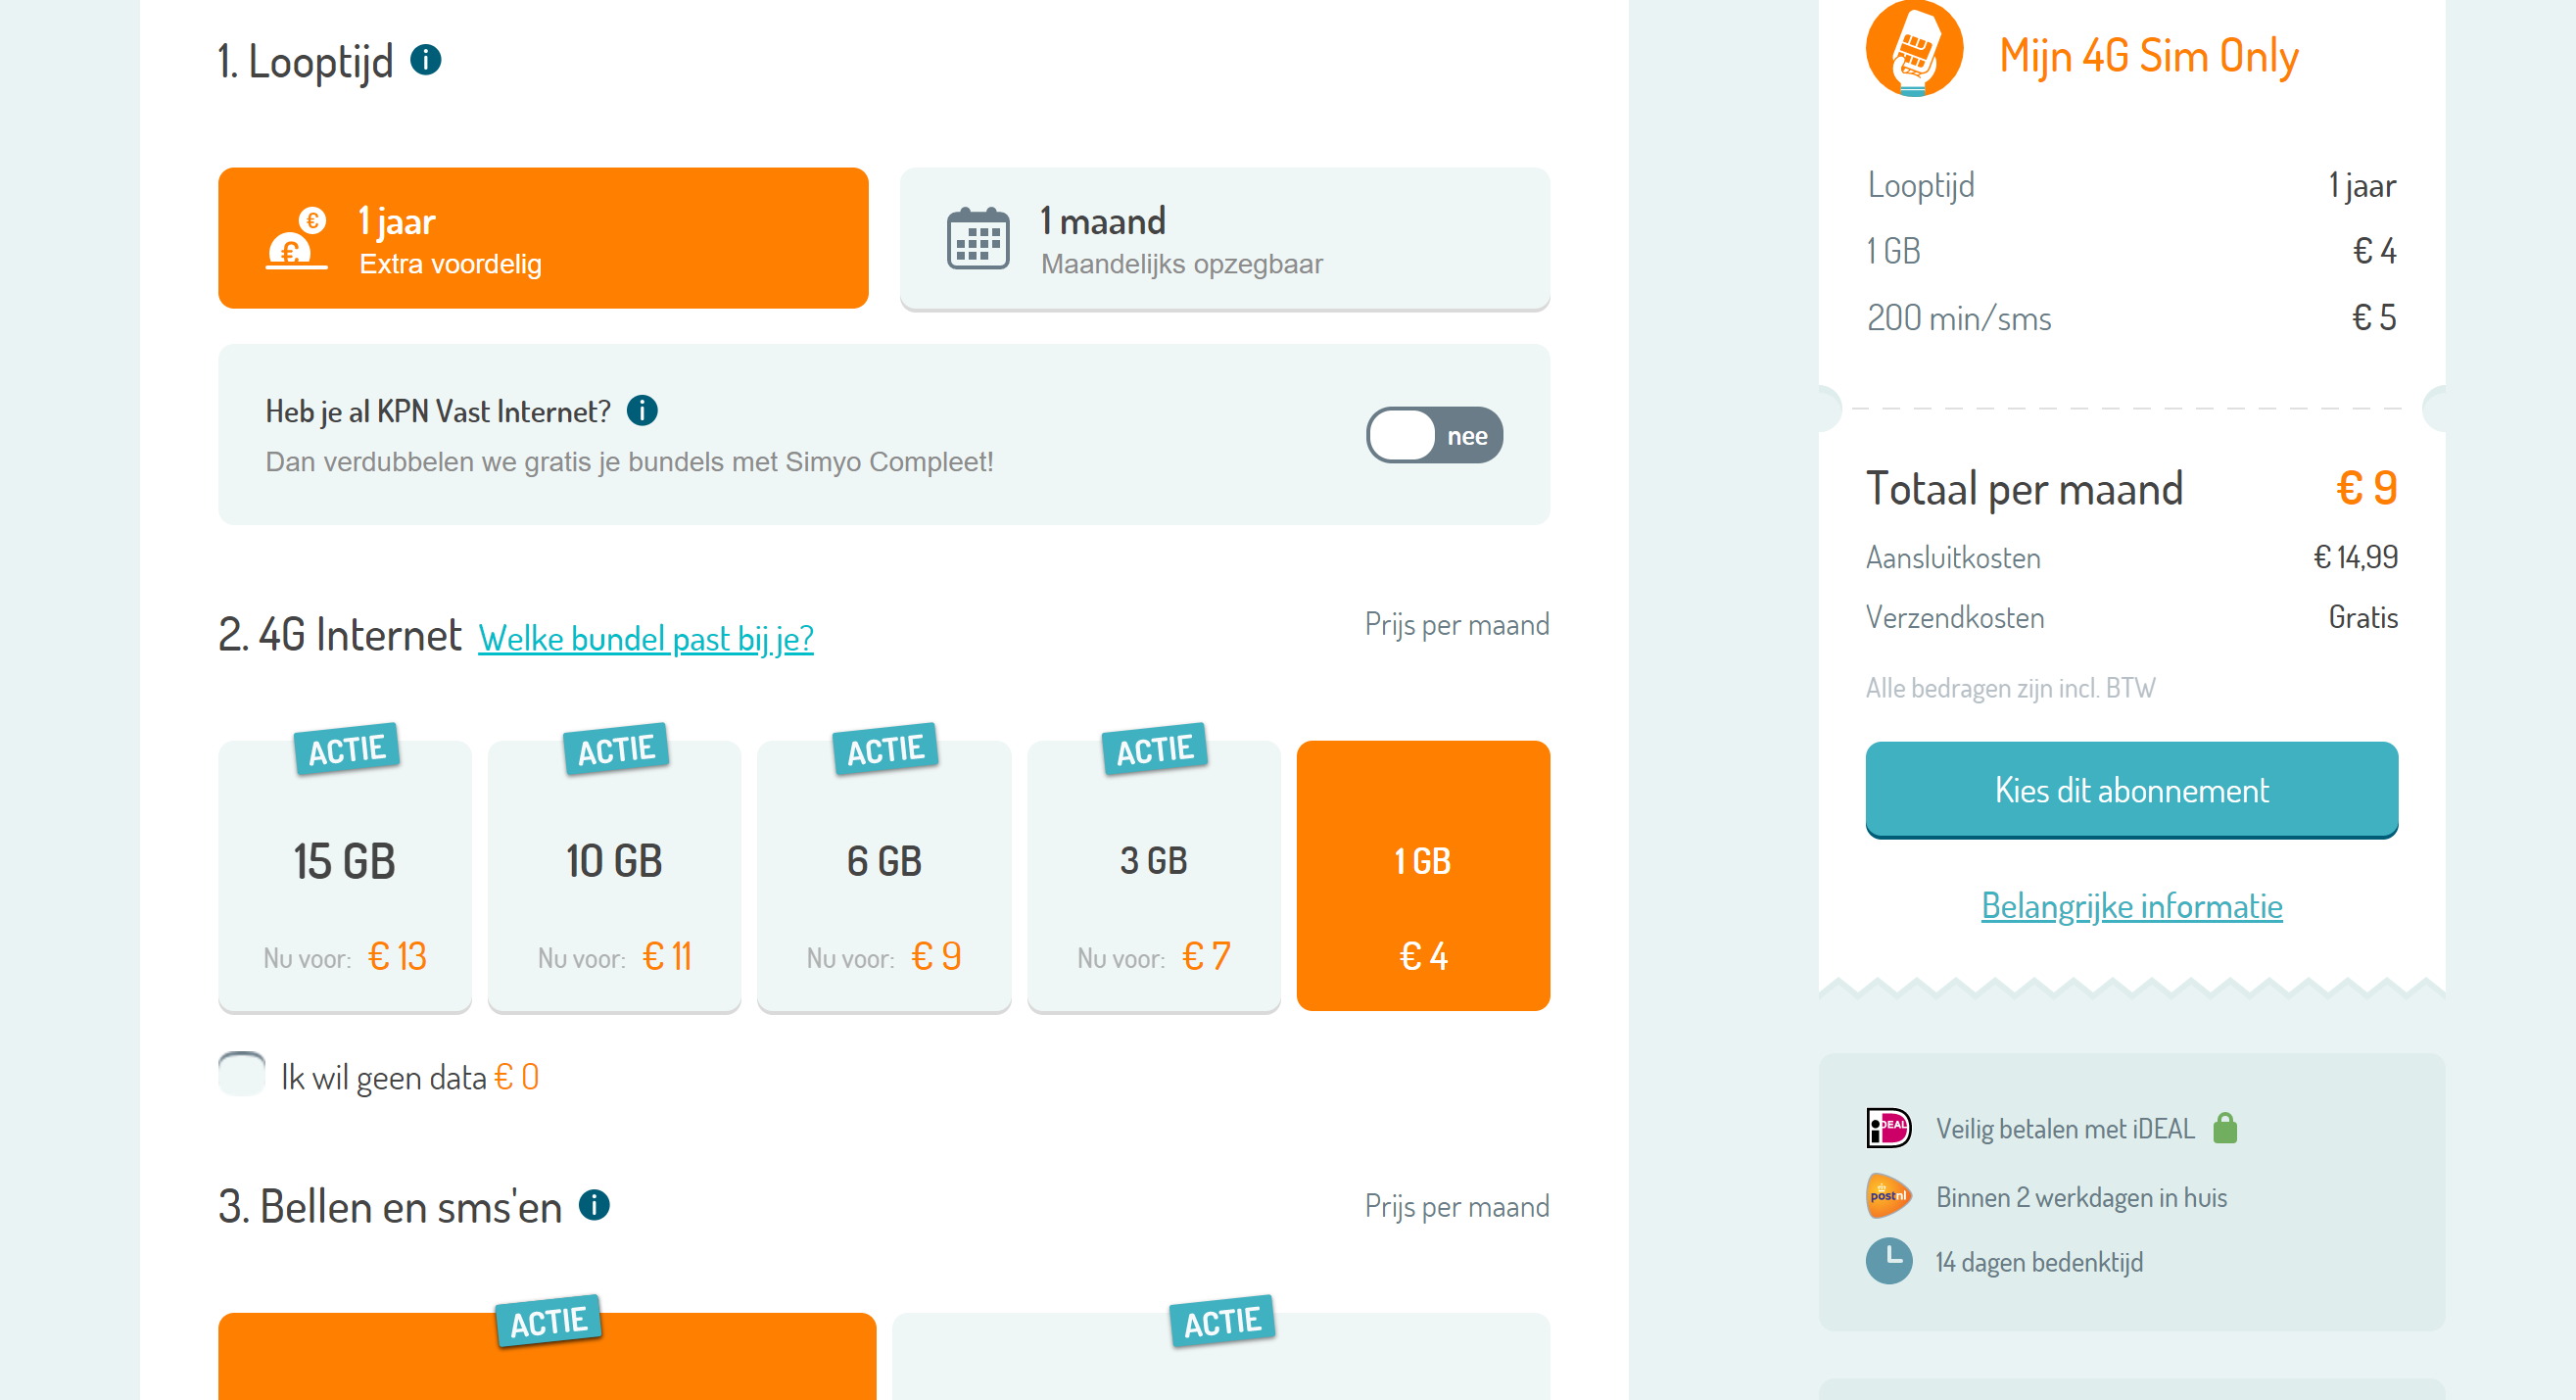 1. Looptijd i
€ €
1 jaar
Extra voordelig
1 maand
Maandelijks opzegbaar
Heb je al KPN Vast Internet? i
Dan verdubbelen we gratis je bundels met Simyo Compleet!
nee
2. 4G Internet Welke bundel past bij je?
Prijs per maand
ACTIE
15 GB
Nu voor: € 13
ACTIE
10 GB
Nu voor: € 11
ACTIE
6 GB
Nu voor: € 9
ACTIE
3 GB
Nu voor: € 7
1 GB
€ 4
Ik wil geen data € 0
3. Bellen en sms'en i
Prijs per maand
ACTIE
ACTIE
Mijn 4G Sim Only
Looptijd 1 jaar
1 GB € 4
200 min/sms € 5
Totaal per maand € 9
Aansluitkosten € 14,99
Verzendkosten Gratis
Alle bedragen zijn incl. BTW
Kies dit abonnement
Belangrijke informatie
iDEAL
Veilig betalen met iDEAL
postnl
Binnen 2 werkdagen in huis
14 dagen bedenktijd